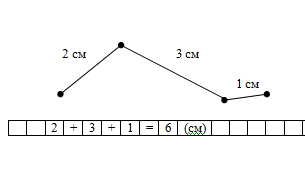 2 см
3 см
1 см
2 + 3 + 1 = 6 (см)